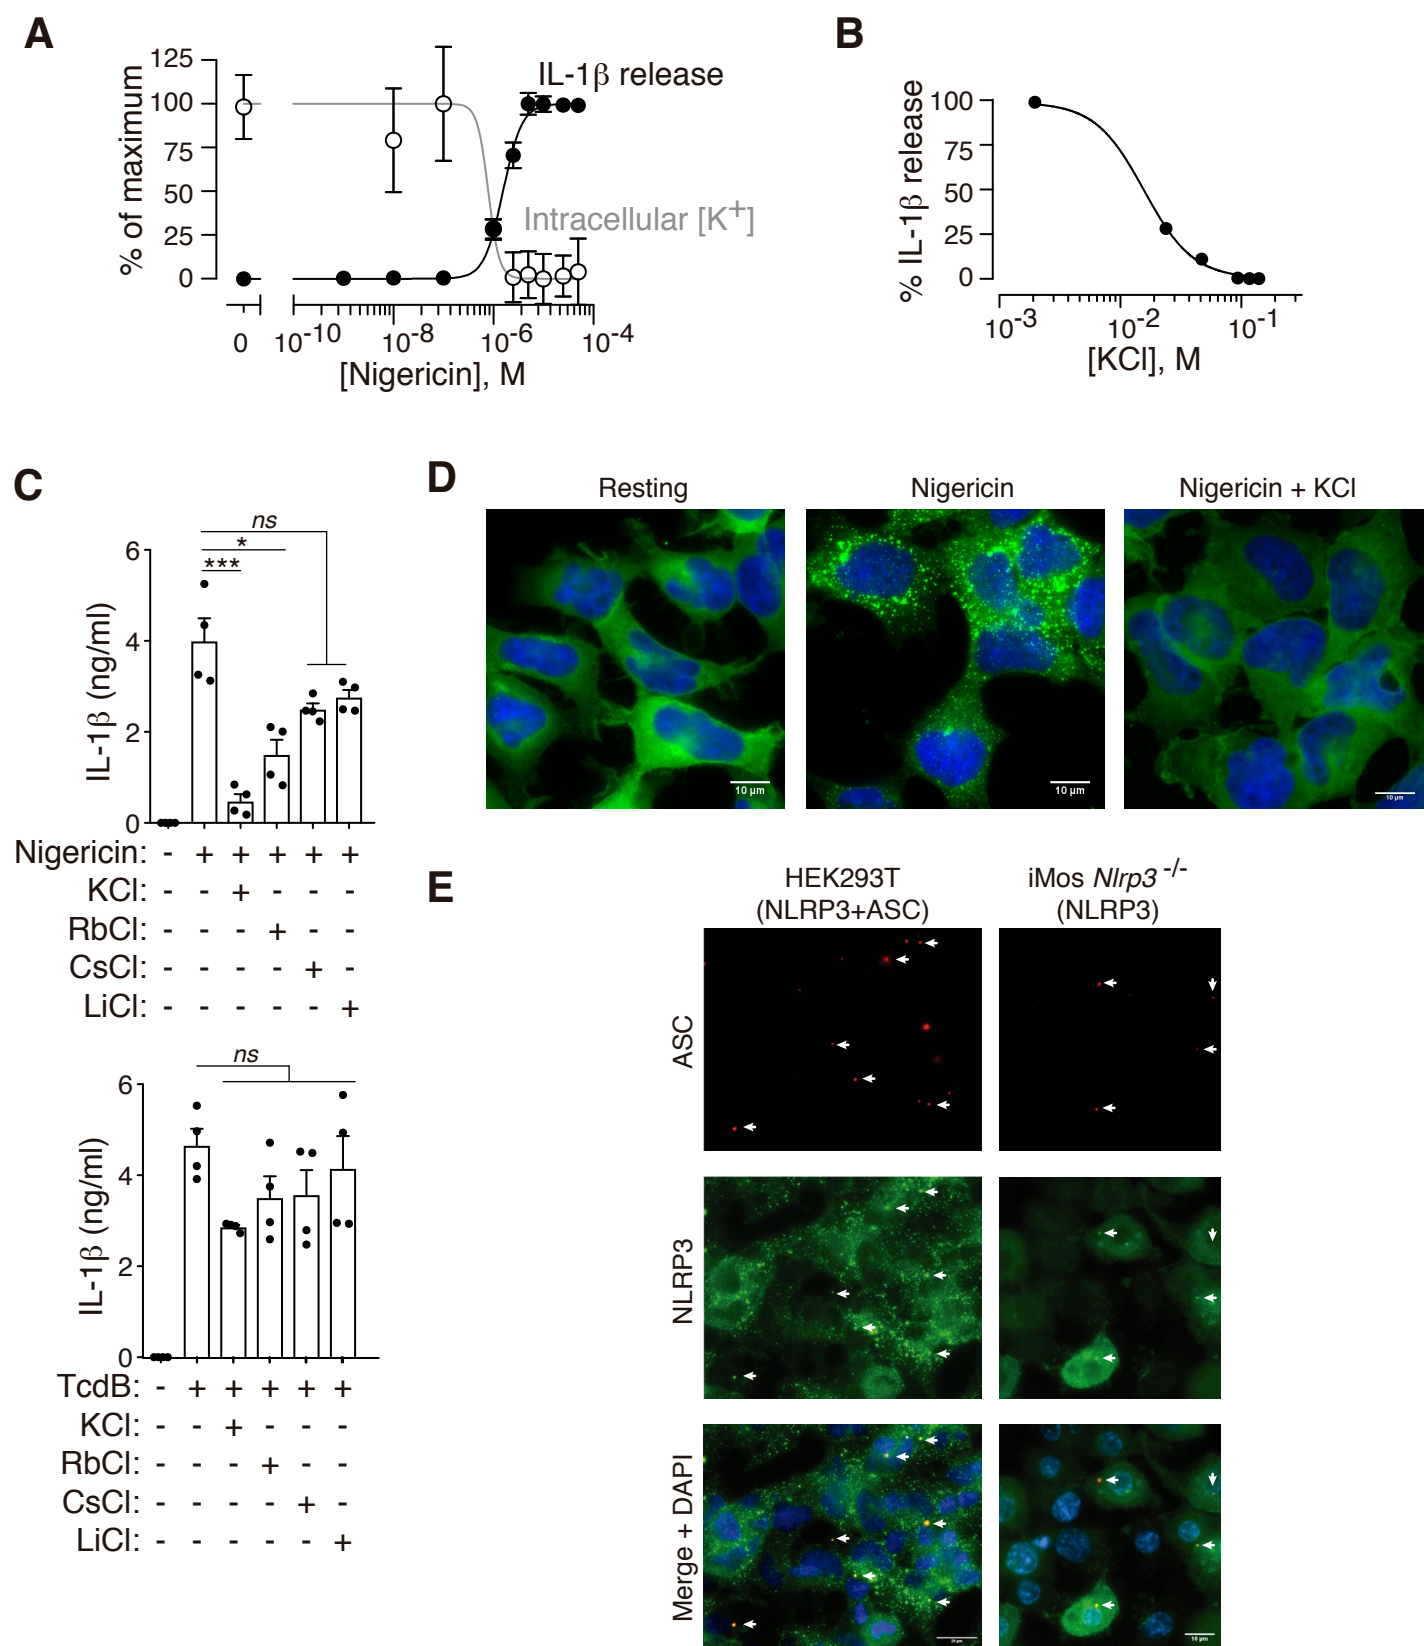 A
125
100
75
50
25
0
% of maximum
IL-1β release
Intracellular [K+]
0 10-10 10-8 10-6 10-4
[Nigericin], M
B
100
75
50
25
0
% IL-1β release
10-3 10-2 10-1
[KCl], M
C
ns
*
***
6
4
2
0
IL-1β (ng/ml)
Nigericin: - + + + + +
KCl: - - + - - -
RbCl: - - - + - -
CsCl: - - - - + -
LiCl: - - - - - +
ns
6
4
2
0
IL-1β (ng/ml)
TcdB: - + + + + +
KCl: - - + - - -
RbCl: - - - + - -
CsCl: - - - - + -
LiCl: - - - - - +
D
Resting Nigericin Nigericin + KCl
10 µm 10 µm 10 µm
E
HEK293T
(NLRP3+ASC)
iMos Nlrp3 -/-
(NLRP3)
ASC
NLRP3
Merge + DAPI
10 µm